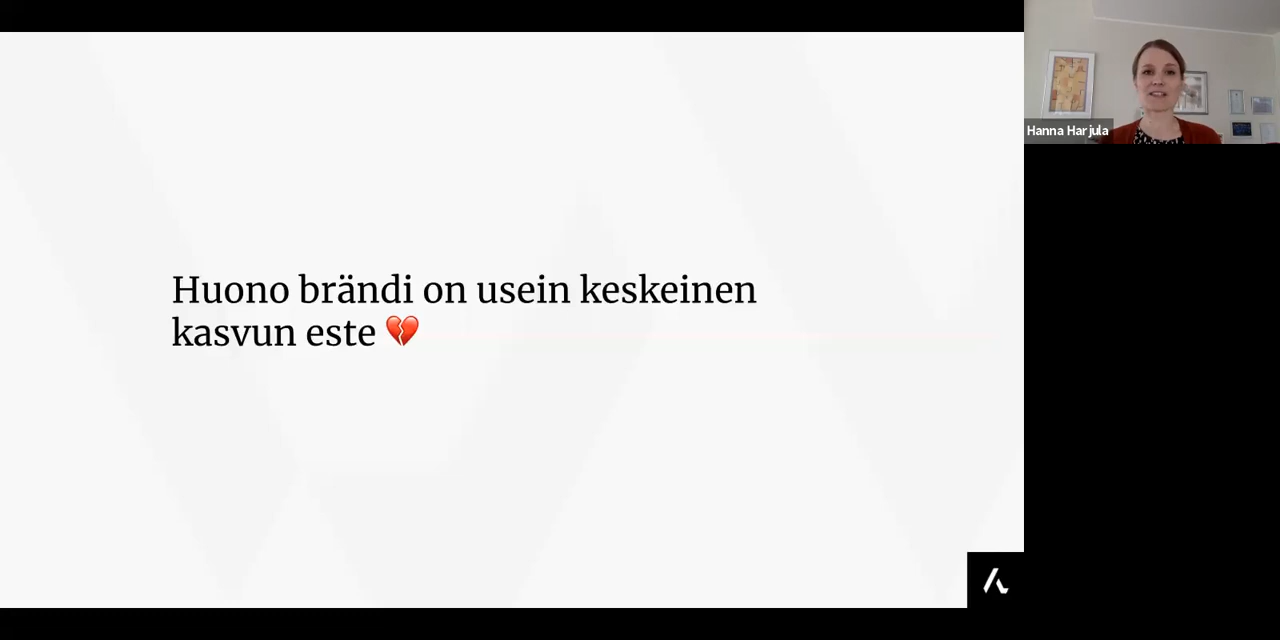 Huono brändi on usein keskeinen
kasvun este 💔
Hanna Harjula